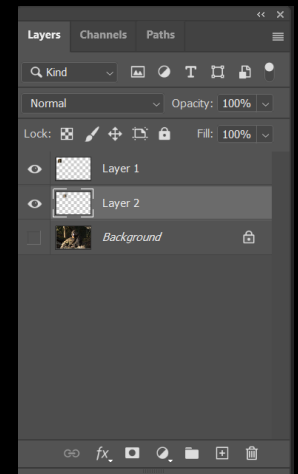 Layers Channels Paths
Kind
Normal Opacity: 100%
Lock: Fill: 100%
Layer 1
Layer 2
Background
fx